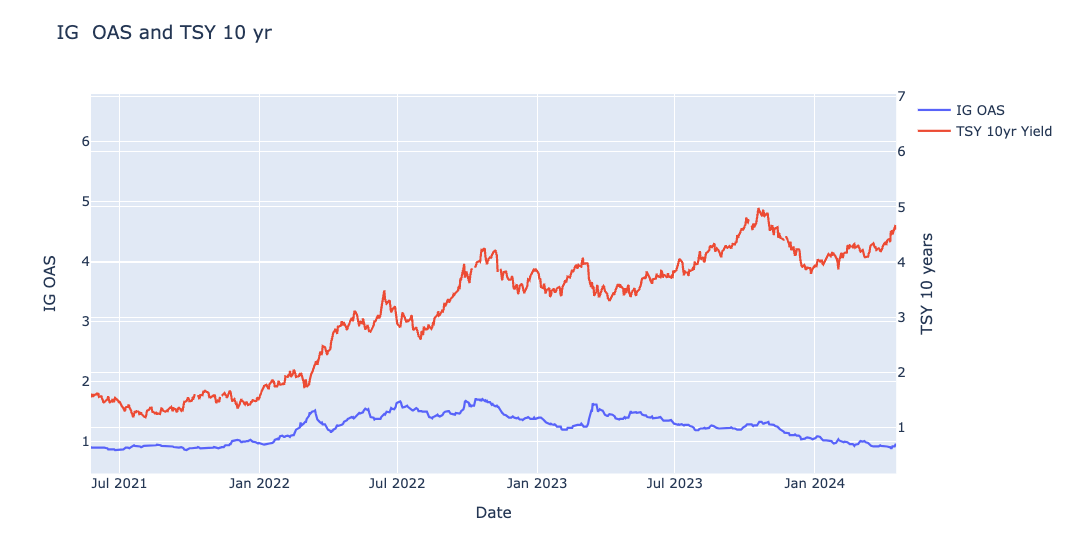 IG  OAS and TSY 10 yr
IG OAS
TSY 10yr Yield
7
6
5
4
3
2
1
6
5
4
3
2
1
IG OAS
TSY 10 years
Jul 2021
Jan 2022
Jul 2022
Jan 2023
Jul 2023
Jan 2024
Date